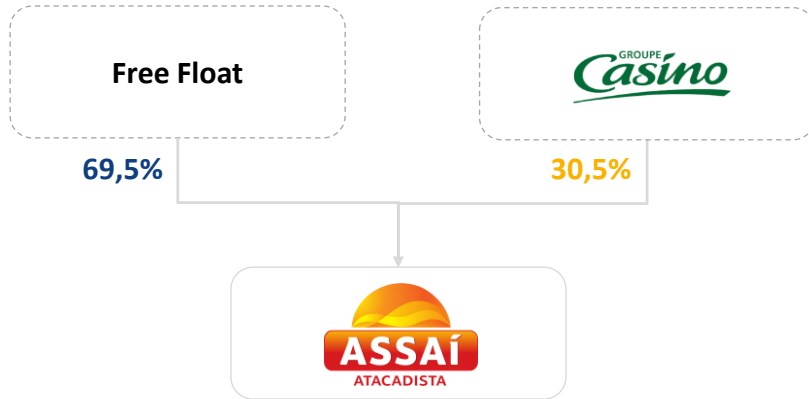 Free Float
GROUPE
Casino
69,5%
30,5%
ASSAÍ
ATACADISTA